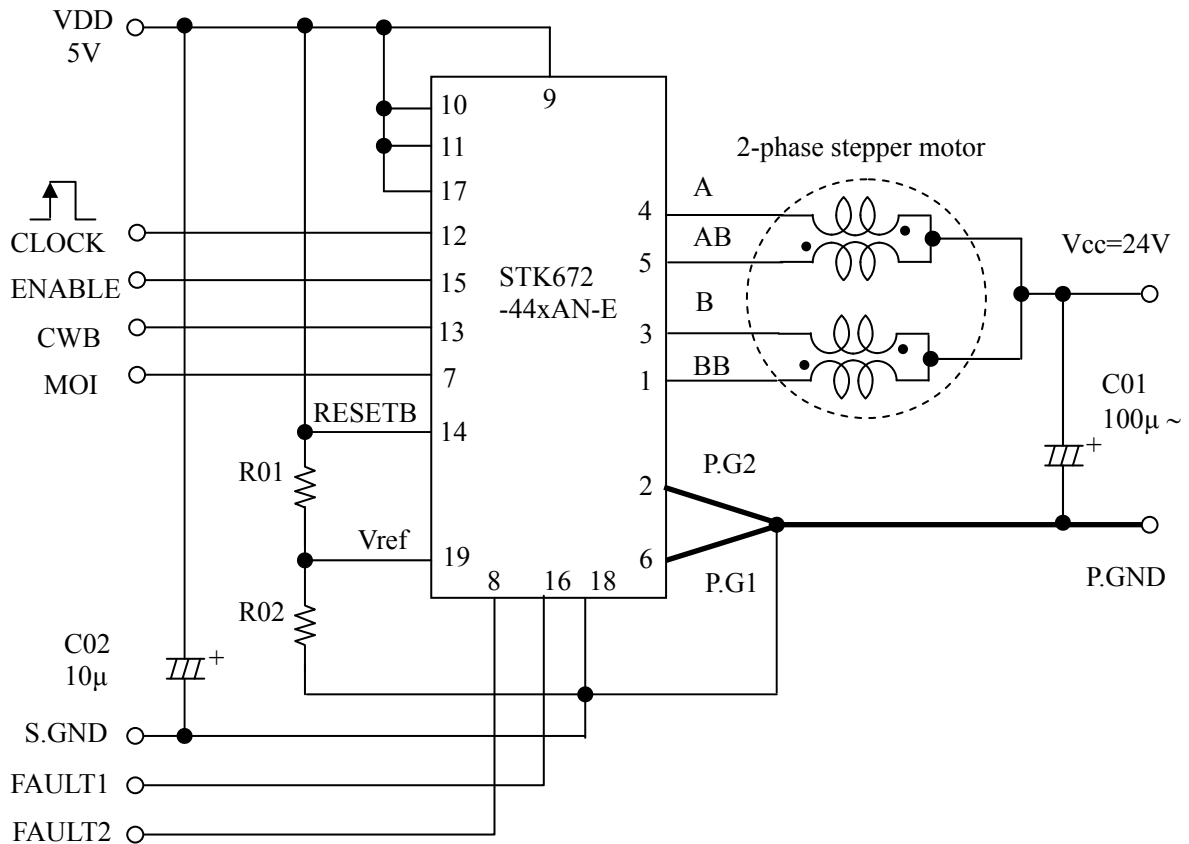 VDD
5V
9
10
11
17
2-phase stepper motor
CLOCK
12
4
A
AB
5
Vcc=24V
ENABLE
15
STK672
-44xAN-E
CWB
13
B
3
MOI
7
BB
1
C01
100μ ~
+
RESETB
14
R01
P.G2
2
Vref
19
6
P.G1
P.GND
8
16
18
R02
C02
10μ
+
S.GND
FAULT1
FAULT2